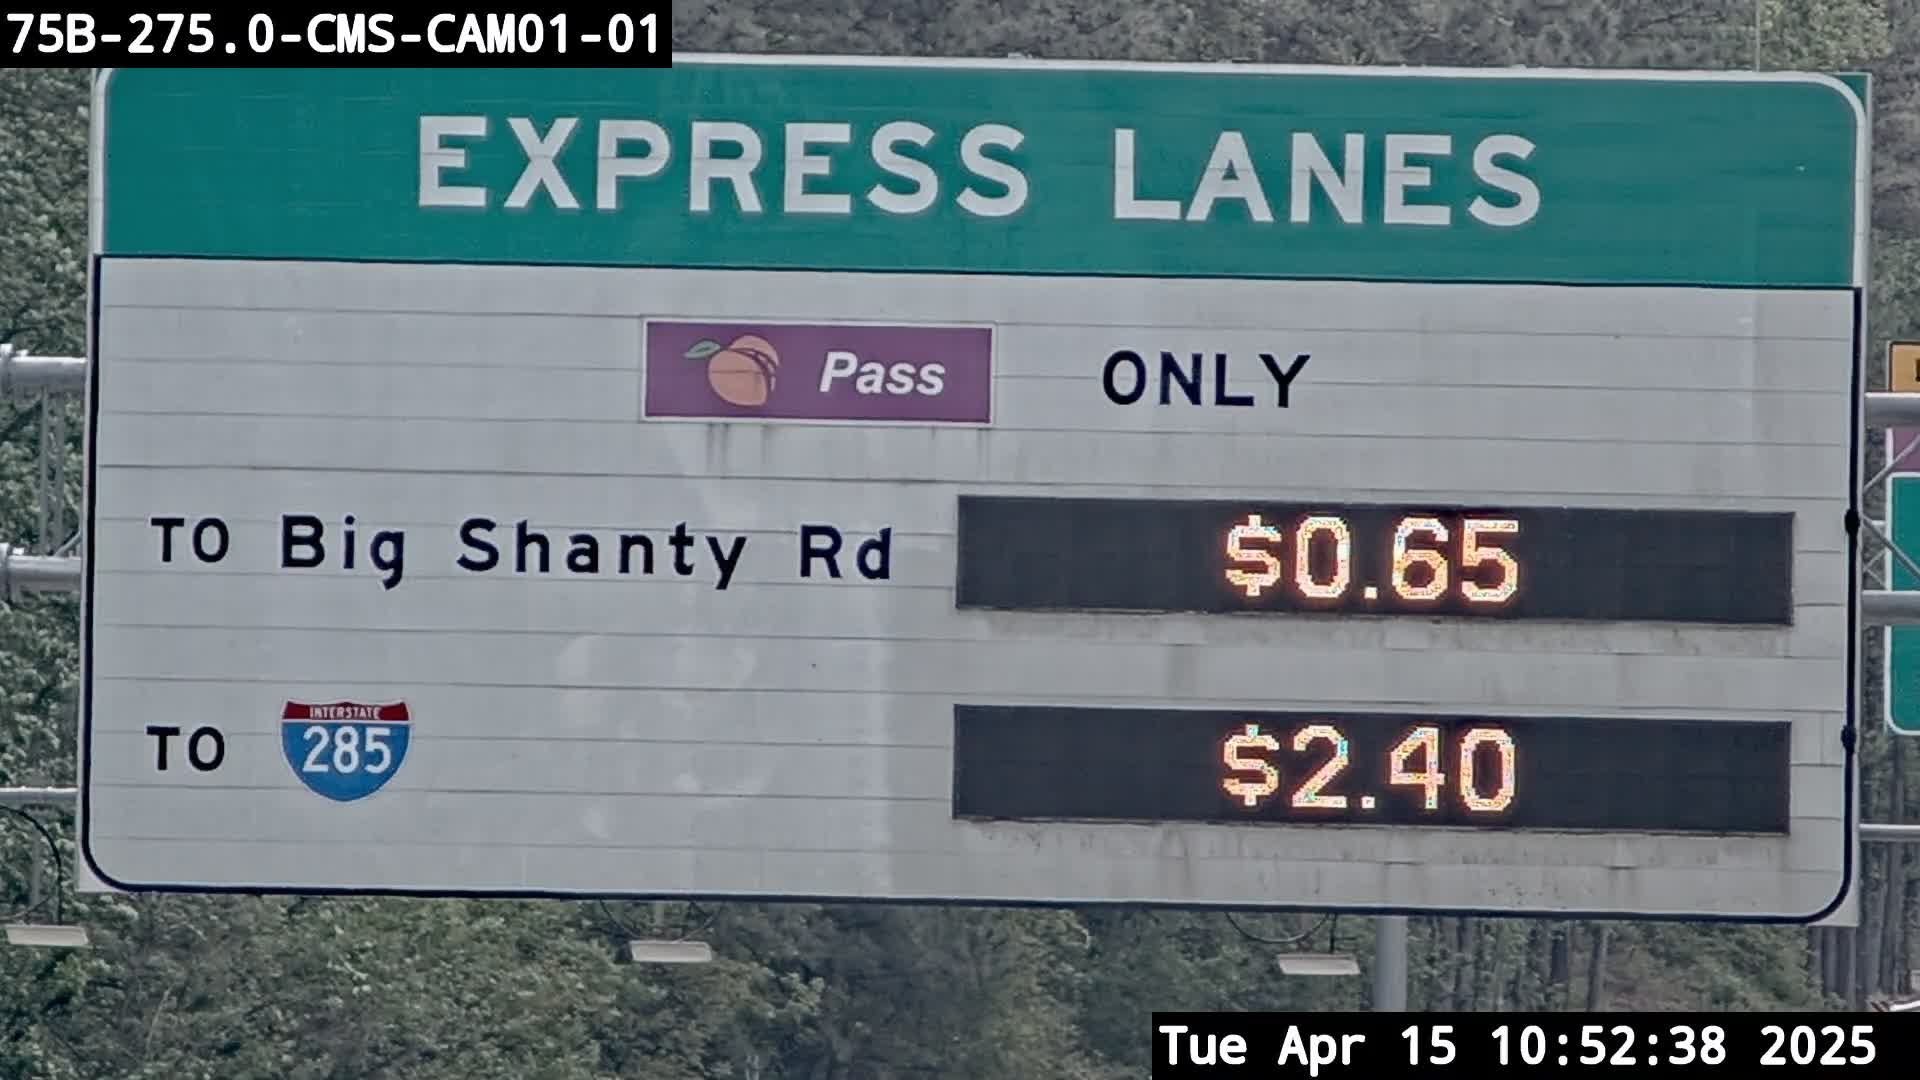 75B-275.0-CMS-CAM01-01
EXPRESS LANES
Pass ONLY
TO Big Shanty Rd $0.65
TO INTERSTATE 285 $2.40
Tue Apr 15 10:52:38 2025